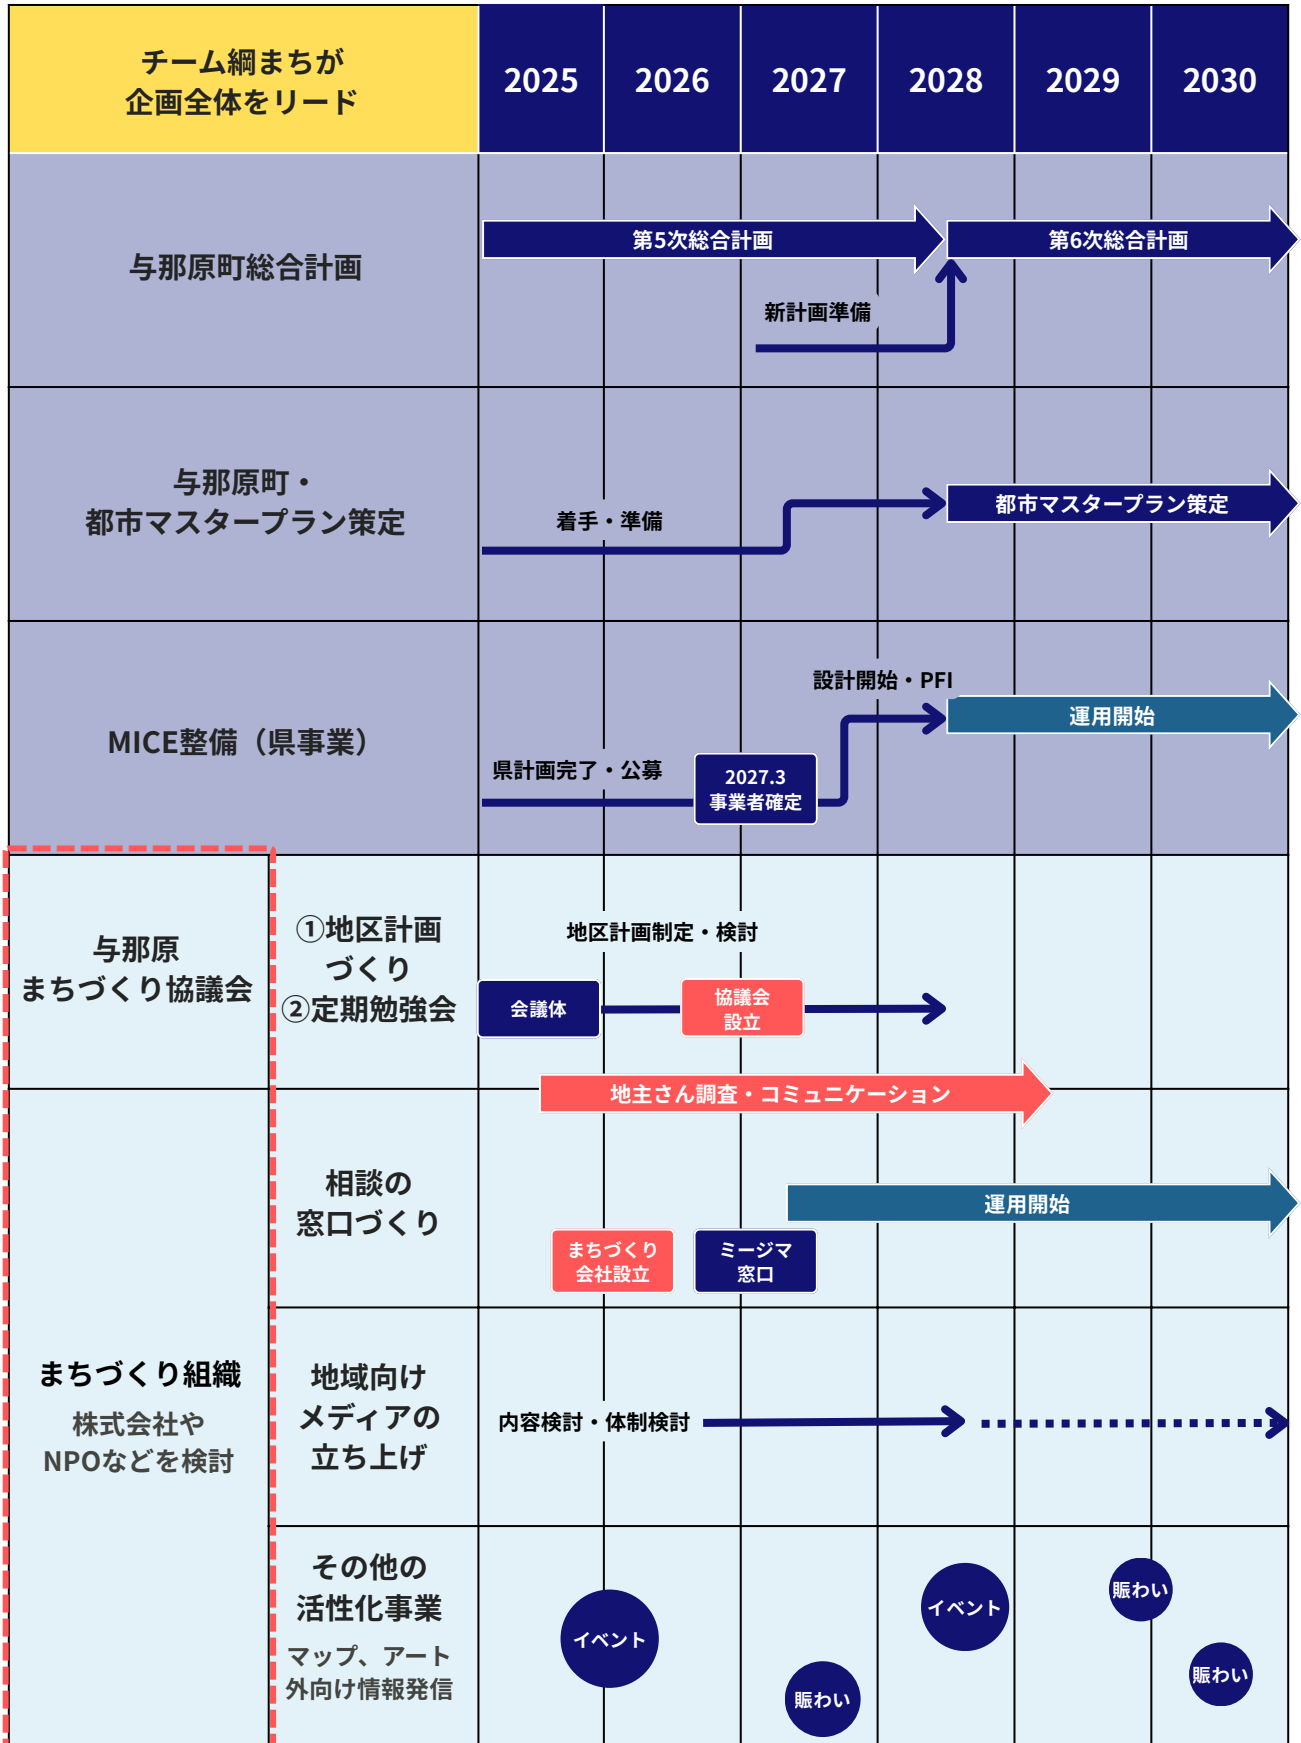 チーム綱まちが
企画全体をリード
2025
2026
2027
2028
2029
2030
与那原町総合計画
第5次総合計画
第6次総合計画
新計画準備
与那原町・
都市マスタープラン策定
着手・準備
都市マスタープラン策定
MICE整備（県事業）
県計画完了・公募
2027.3
事業者確定
設計開始・PFI
運用開始
与那原
まちづくり協議会
①地区計画
づくり
②定期勉強会
地区計画制定・検討
会議体
協議会
設立
地主さん調査・コミュニケーション
まちづくり組織
株式会社や
NPOなどを検討
相談の
窓口づくり
運用開始
まちづくり
会社設立
ミージマ
窓口
地域向け
メディアの
立ち上げ
内容検討・体制検討
その他の
活性化事業
マップ、アート
外向け情報発信
イベント
賑わい
イベント
賑わい
賑わい